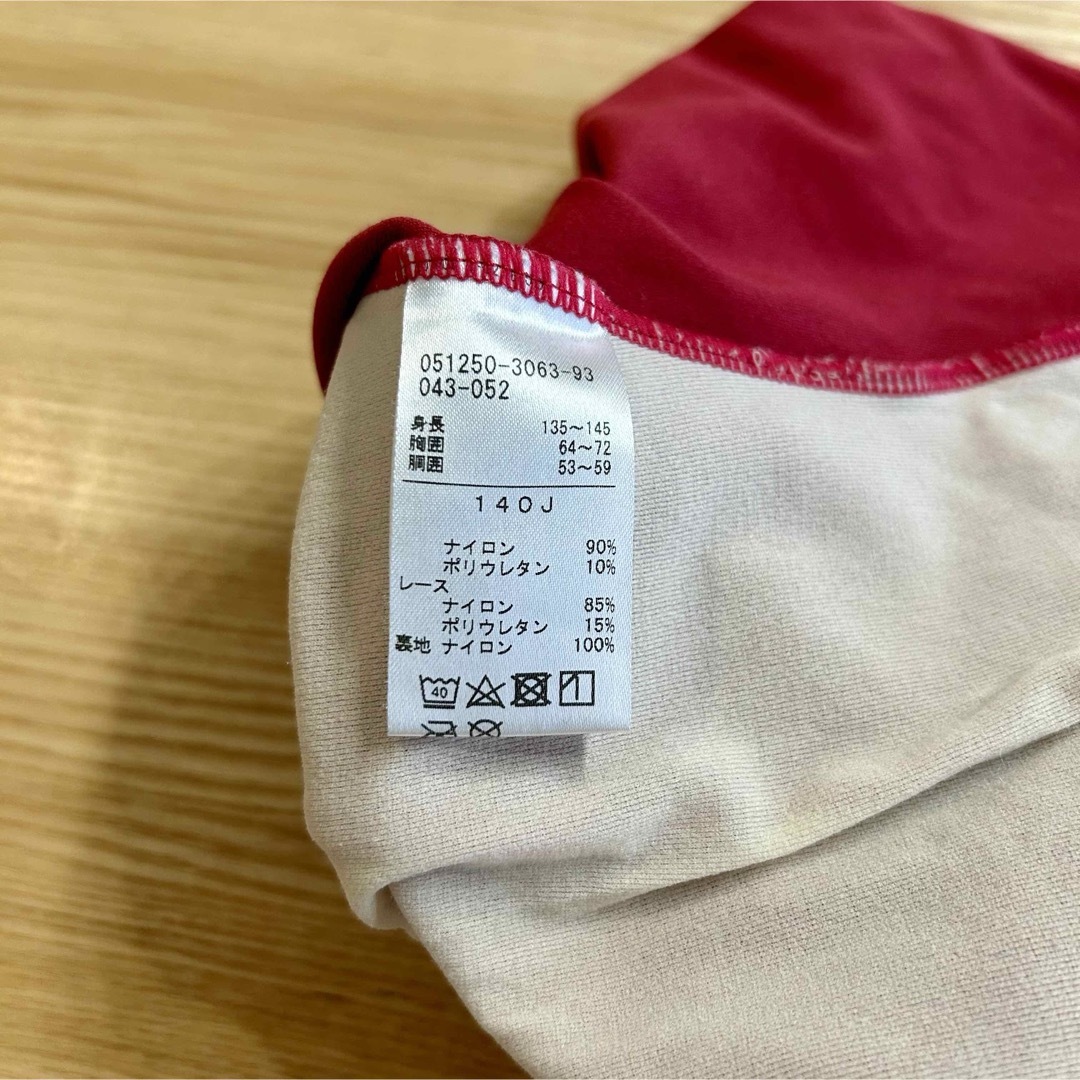 051250-3063-93
043-052
身長 135～145
胸囲 64～72
胴囲 53～59
140J
ナイロン 90%
ポリウレタン 10%
レース
ナイロン 85%
ポリウレタン 15%
裏地 ナイロン 100%
40